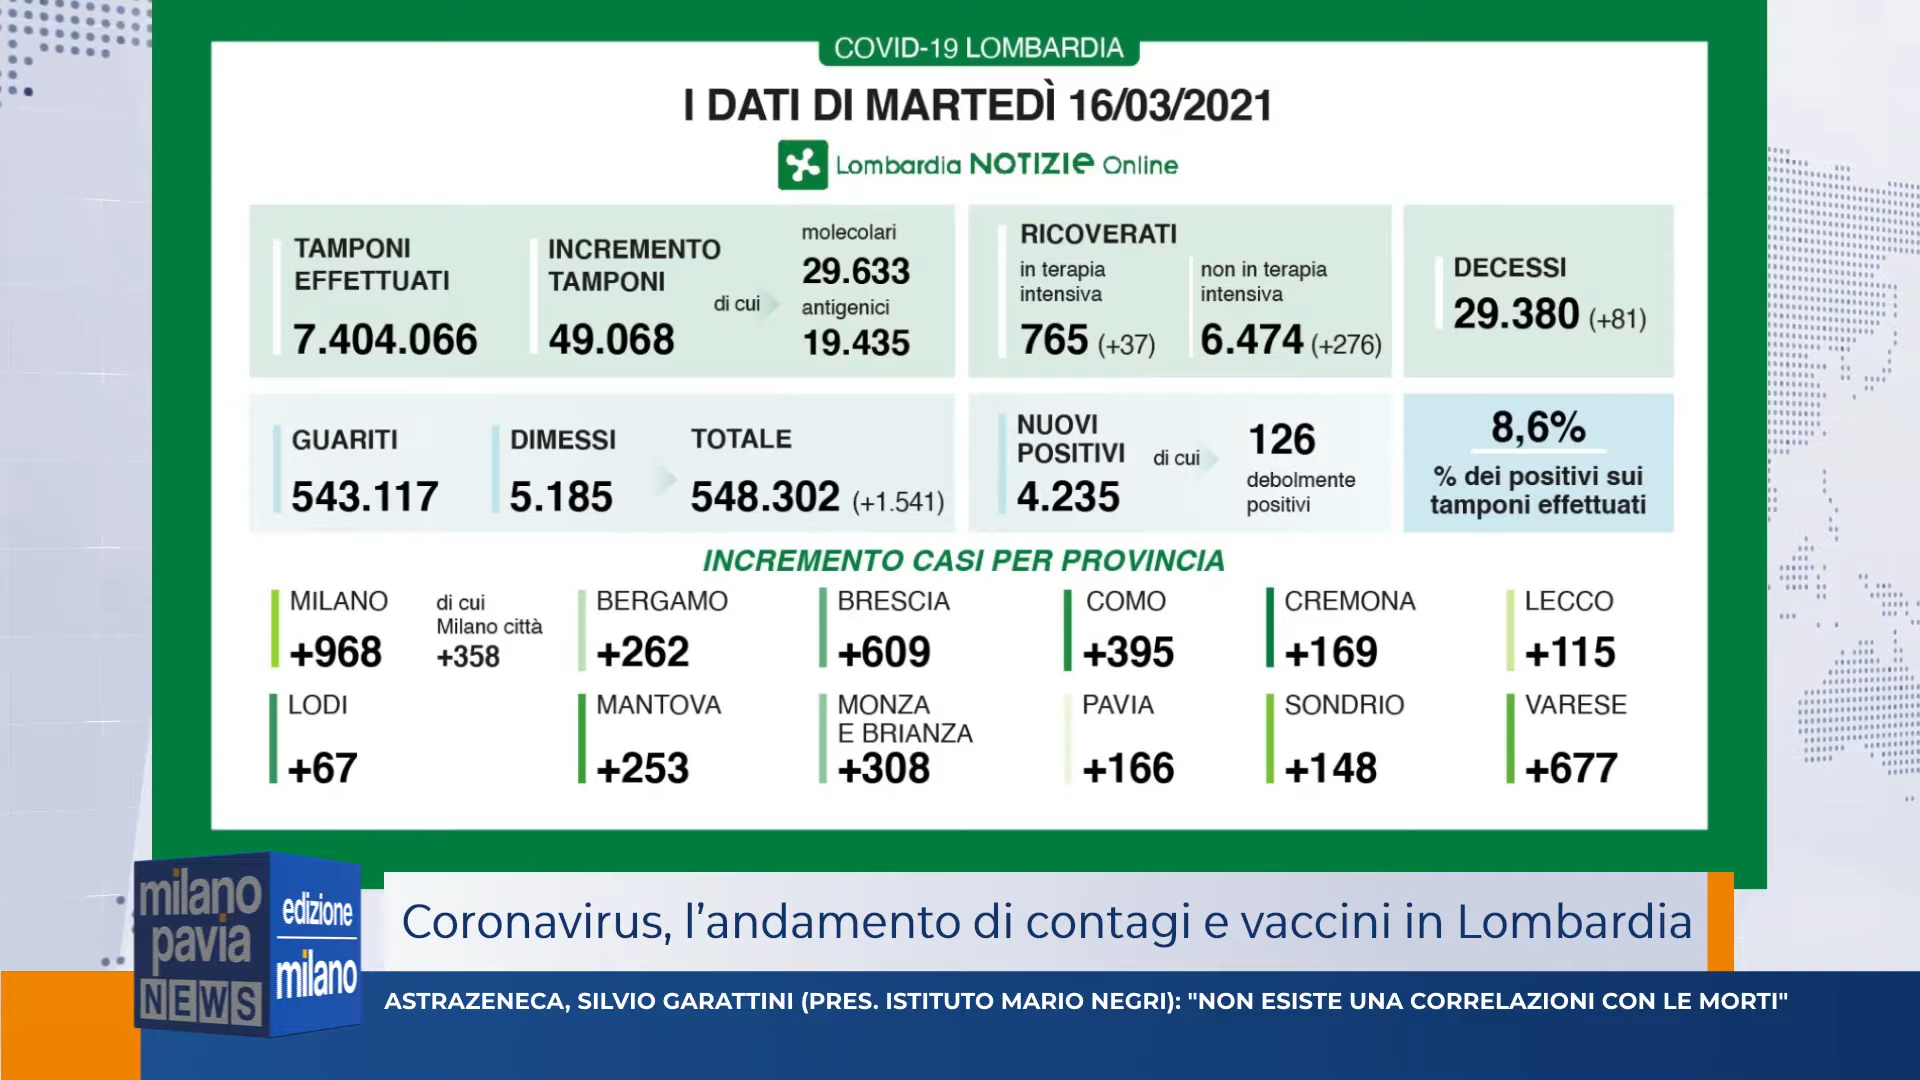 COVID-19 LOMBARDIA
I DATI DI MARTEDÌ 16/03/2021
Lombardia NOTIZIE Online
TAMPONI
EFFETTUATI
7.404.066
INCREMENTO
TAMPONI
49.068
di cui
molecolari
29.633
antigenici
19.435
RICOVERATI
in terapia
intensiva
765 (+37)
non in terapia
intensiva
6.474 (+276)
DECESSI
29.380 (+81)
GUARITI
543.117
DIMESSI
5.185
TOTALE
548.302 (+1.541)
NUOVI
POSITIVI
4.235
di cui
126
debolmente
positivi
8,6%
% dei positivi sui
tamponi effettuati
INCREMENTO CASI PER PROVINCIA
MILANO
+968
di cui
Milano città
+358
BERGAMO
+262
BRESCIA
+609
COMO
+395
CREMONA
+169
LECCO
+115
LODI
+67
MANTOVA
+253
MONZA
E BRIANZA
+308
PAVIA
+166
SONDRIO
+148
VARESE
+677
milano
pavia
NEWS
edizione
milano
Coronavirus, l'andamento di contagi e vaccini in Lombardia
ASTRAZENECA, SILVIO GARATTINI (PRES. ISTITUTO MARIO NEGRI): "NON ESISTE UNA CORRELAZIONI CON LE MORTI"